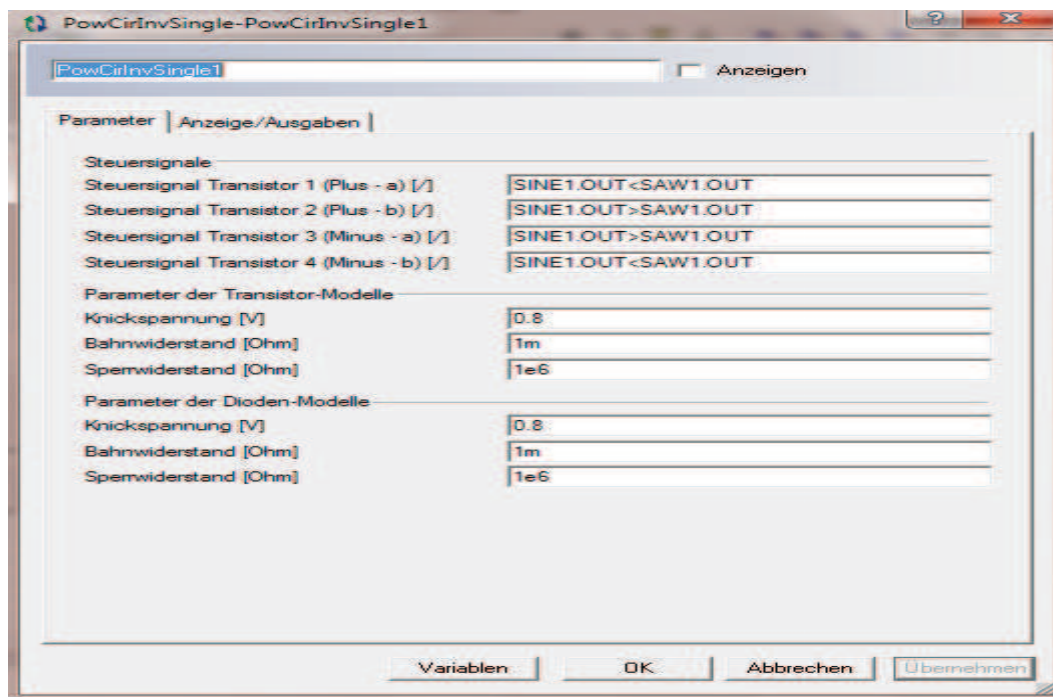 PowCirInvSingle-PowCirInvSingle1
?
PowCirInvSingle1 Anzeigen
Parameter Anzeige/Ausgaben
Steuersignale
Steuersignal Transistor 1 (Plus - a) [/] SINE1.OUT<SAW1.OUT
Steuersignal Transistor 2 (Plus - b) [/] SINE1.OUT>SAW1.OUT
Steuersignal Transistor 3 (Minus - a) [/] SINE1.OUT>SAW1.OUT
Steuersignal Transistor 4 (Minus - b) [/] SINE1.OUT<SAW1.OUT
Parameter der Transistor-Modelle
Knickspannung [V] 0.8
Bahnwiderstand [Ohm] 1m
Sperrwiderstand [Ohm] 1e6
Parameter der Dioden-Modelle
Knickspannung [V] 0.8
Bahnwiderstand [Ohm] 1m
Sperrwiderstand [Ohm] 1e6
Variablen OK Abbrechen Übernehmen